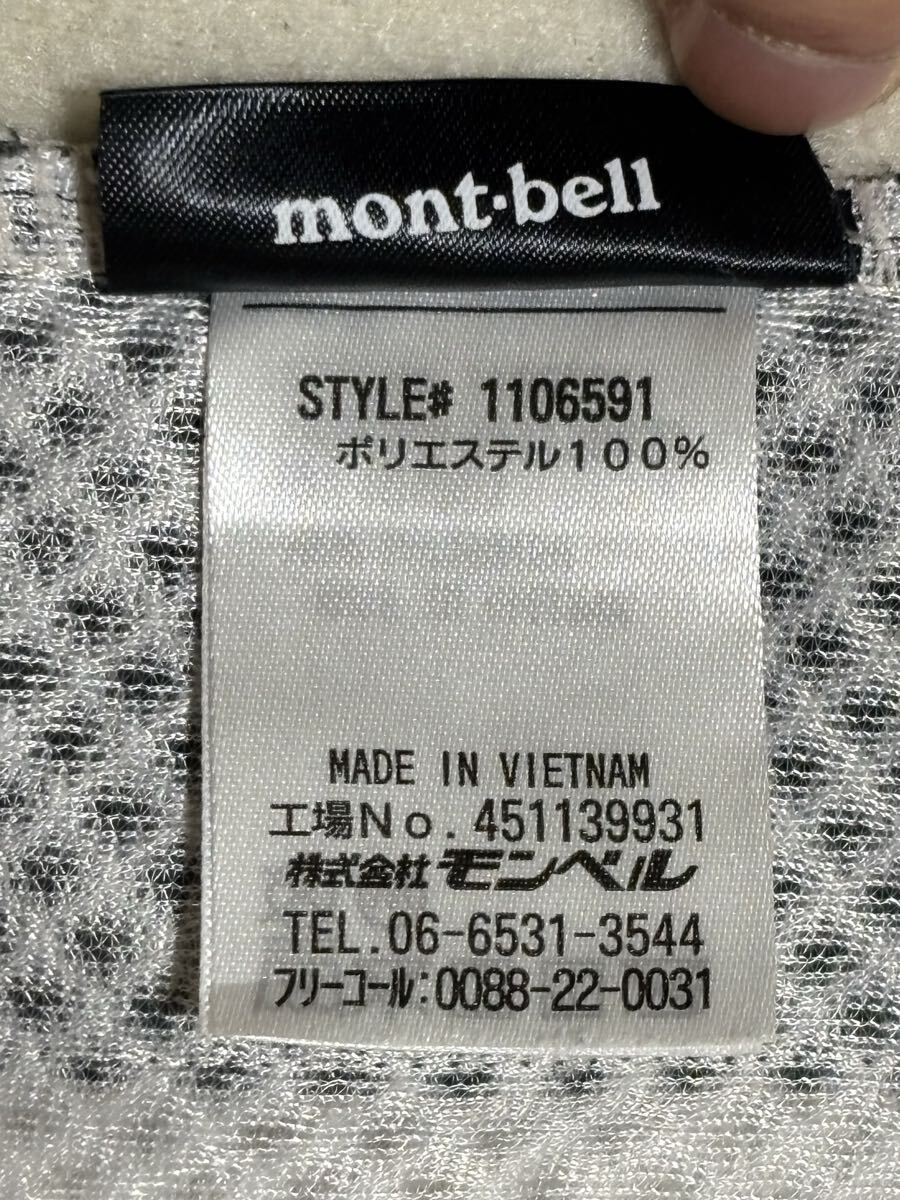 mont·bell
STYLE# 1106591
ポリエステル100%
MADE IN VIETNAM
工場No. 451139931
株式会社 モンベル
TEL.06-6531-3544
フリーコール:0088-22-0031